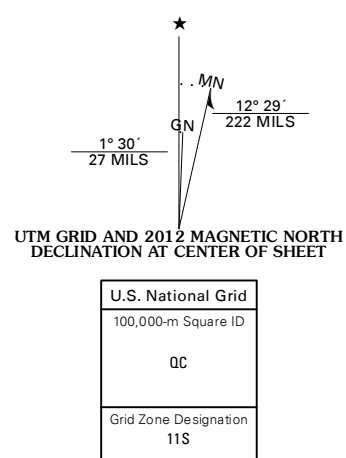 ★
MN
GN
12° 29´
222 MILS
1° 30´
27 MILS
UTM GRID AND 2012 MAGNETIC NORTH
DECLINATION AT CENTER OF SHEET
U.S. National Grid
100,000-m Square ID
QC
Grid Zone Designation
11S